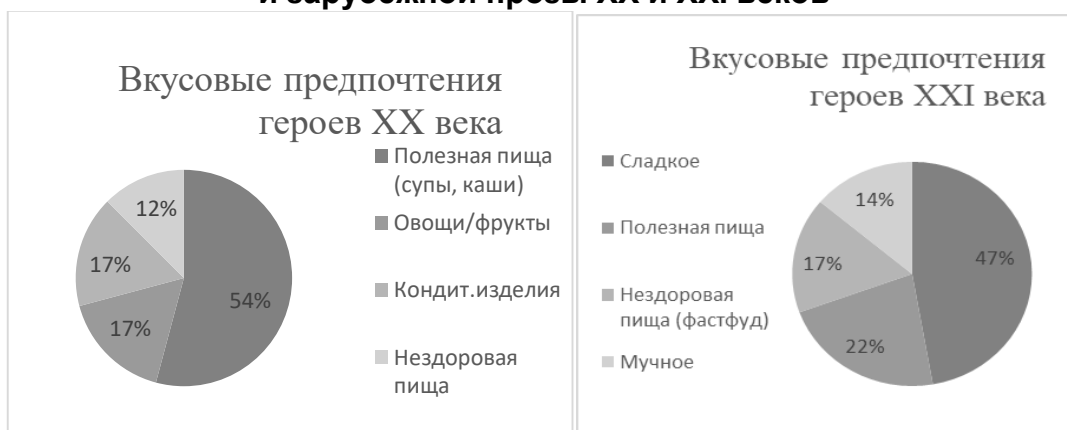 и зарубежной прозы XX и XXI веков
Вкусовые предпочтения
героев XX века
Полезная пища
(супы, каши)
Овощи/фрукты
Кондит.изделия
Нездоровая
пища
12%
17%
17%
54%
Вкусовые предпочтения
героев XXI века
Сладкое
Полезная пища
Нездоровая
пища (фастфуд)
Мучное
14%
17%
22%
47%